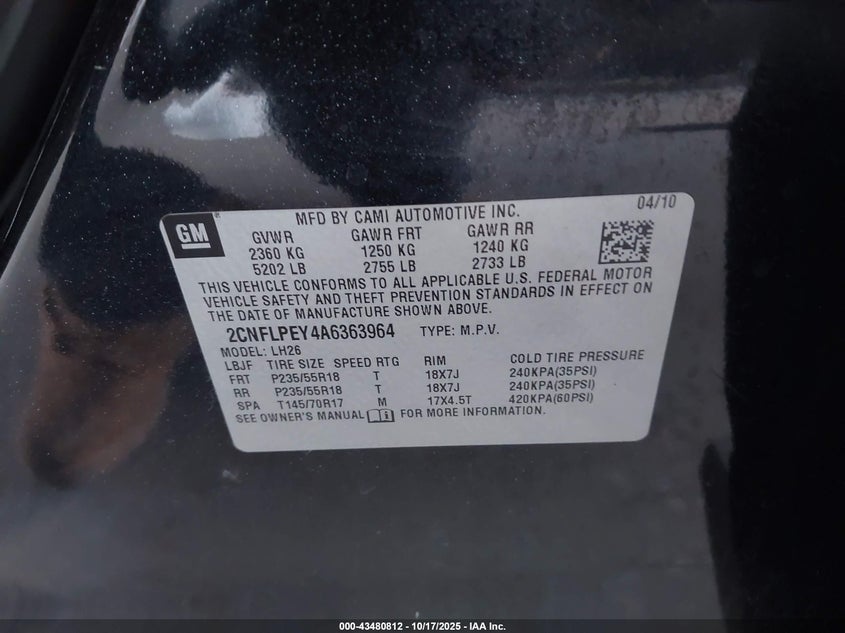 GM
MFD BY CAMI AUTOMOTIVE INC. 04/10
GVWR GAWR FRT GAWR RR
2360 KG 1250 KG 1240 KG
5202 LB 2755 LB 2733 LB
THIS VEHICLE CONFORMS TO ALL APPLICABLE U.S. FEDERAL MOTOR
VEHICLE SAFETY AND THEFT PREVENTION STANDARDS IN EFFECT ON
THE DATE OF MANUFACTURE SHOWN ABOVE.
2CNFLPEY4A6363964 TYPE: M.P.V.
MODEL: LH26
LBJF TIRE SIZE SPEED RTG RIM COLD TIRE PRESSURE
FRT P235/55R18 T 18X7J 240KPA(35PSI)
RR P235/55R18 T 18X7J 240KPA(35PSI)
SPA T145/70R17 M 17X4.5T 420KPA(60PSI)
SEE OWNER'S MANUAL FOR MORE INFORMATION.
000-43480812 - 10/17/2025 - IAA Inc.